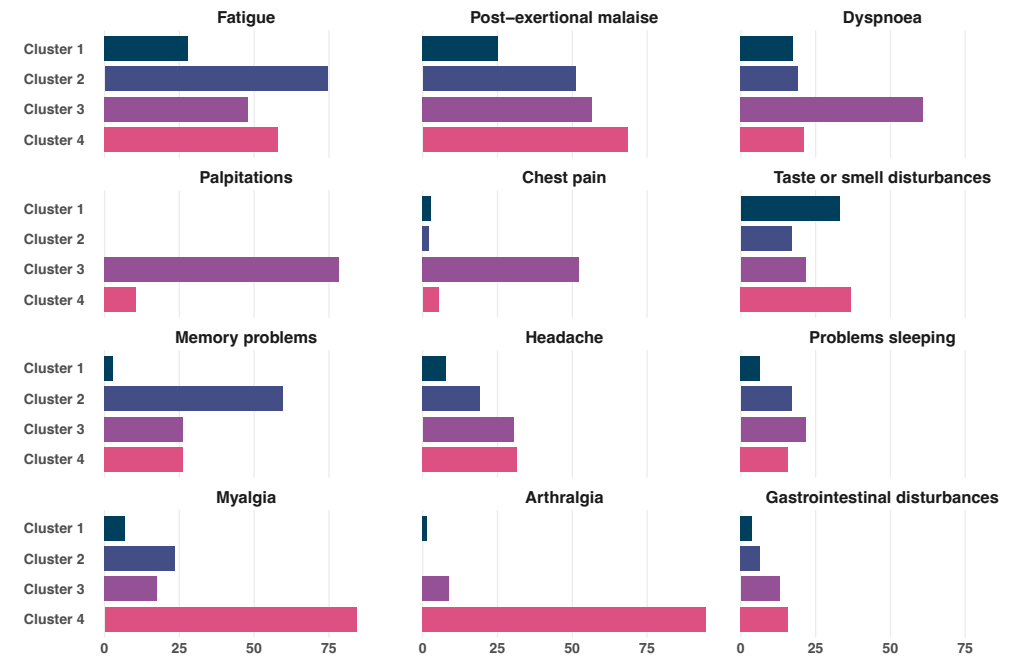 Fatigue Post−exertional malaise Dyspnoea
Cluster 1
Cluster 2
Cluster 3
Cluster 4
Palpitations Chest pain Taste or smell disturbances
Cluster 1
Cluster 2
Cluster 3
Cluster 4
Memory problems Headache Problems sleeping
Cluster 1
Cluster 2
Cluster 3
Cluster 4
Myalgia Arthralgia Gastrointestinal disturbances
Cluster 1
Cluster 2
Cluster 3
Cluster 4
0 25 50 75 0 25 50 75 0 25 50 75